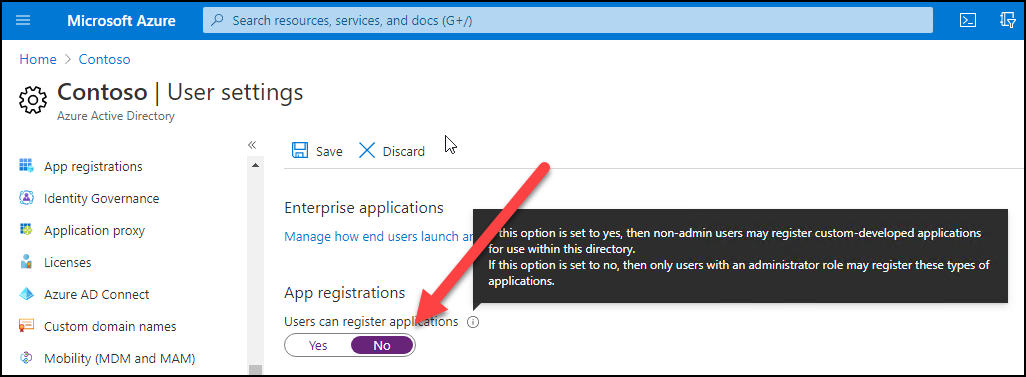 Microsoft Azure
Search resources, services, and docs (G+/)
Home > Contoso
Contoso | User settings
Azure Active Directory
«
App registrations
Identity Governance
Application proxy
Licenses
Azure AD Connect
Custom domain names
Mobility (MDM and MAM)
Save Discard
Enterprise applications
Manage how end users launch
this option is set to yes, then non-admin users may register custom-developed applications
for use within this directory.
If this option is set to no, then only users with an administrator role may register these types of
applications.
App registrations
Users can register applications
Yes No